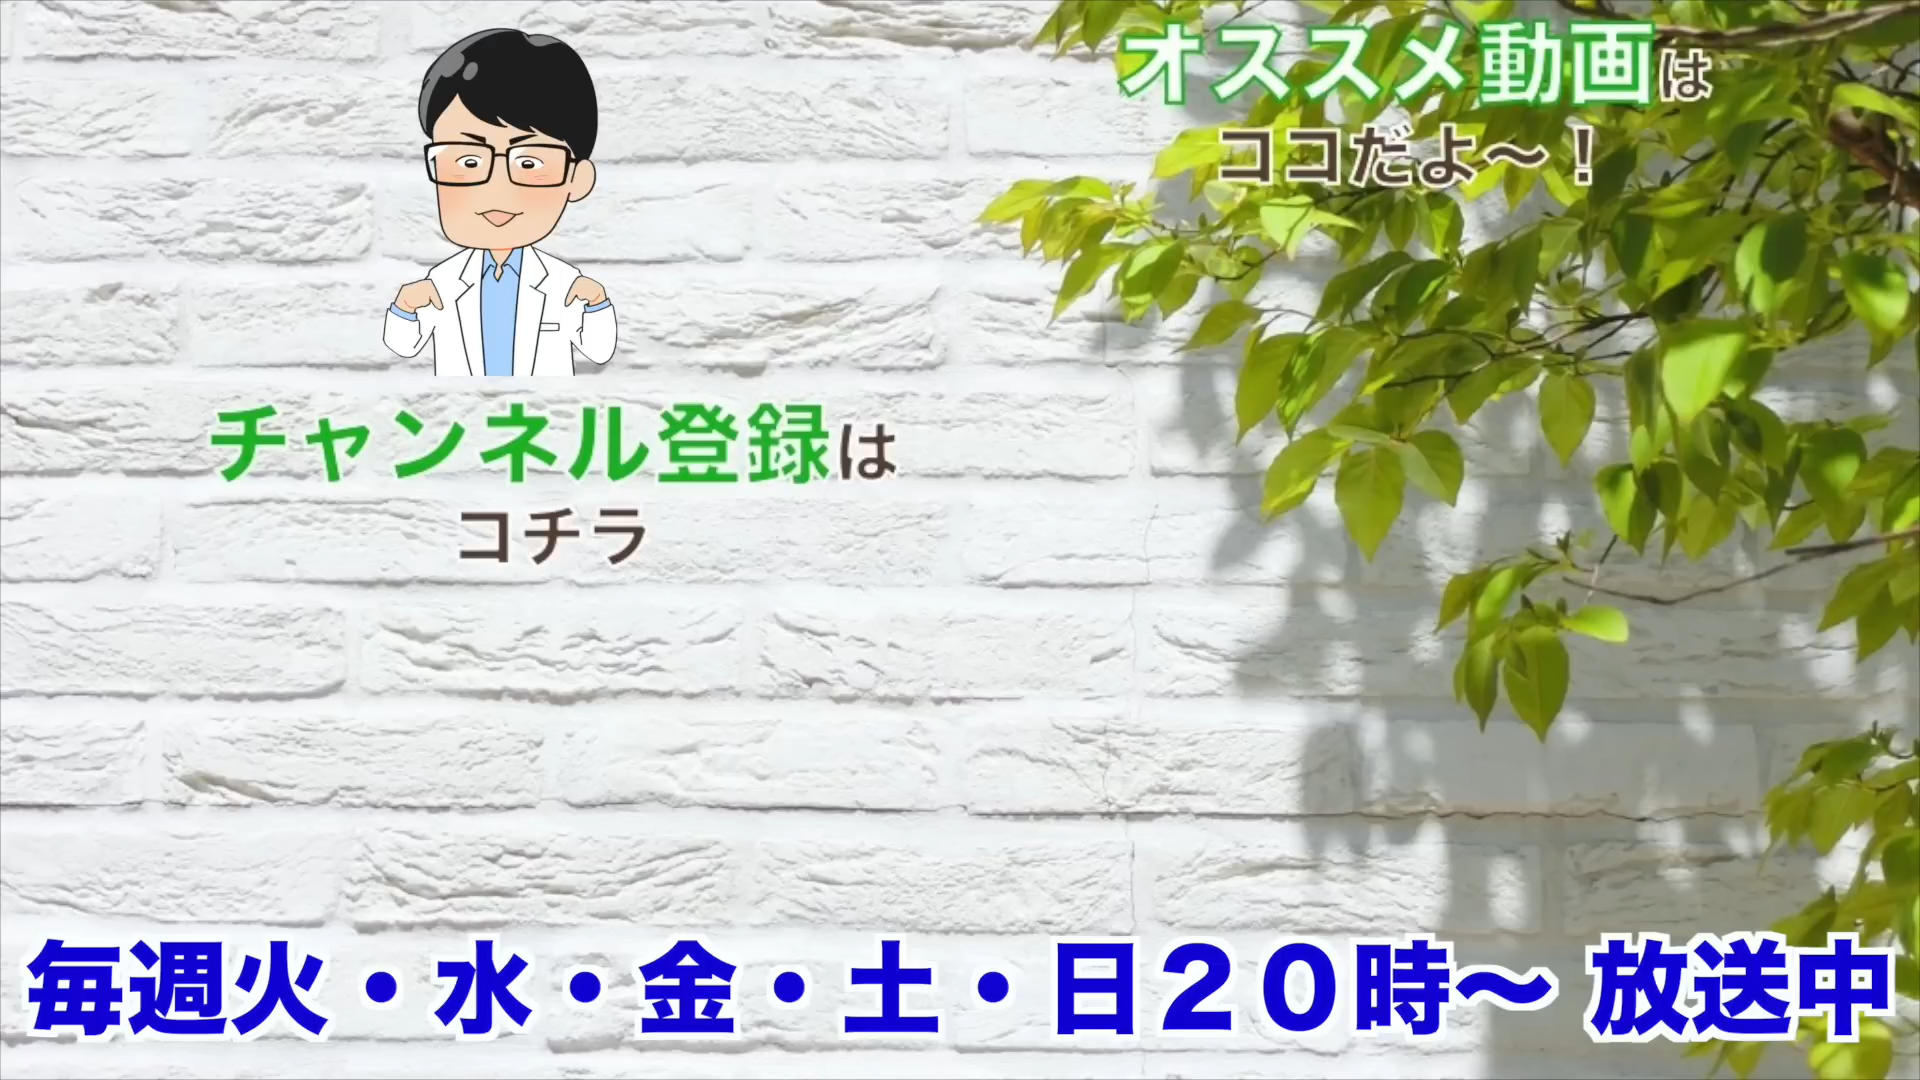 オススメ動画は
ココだよ〜！
チャンネル登録は
コチラ
毎週火・水・金・土・日２０時〜 放送中